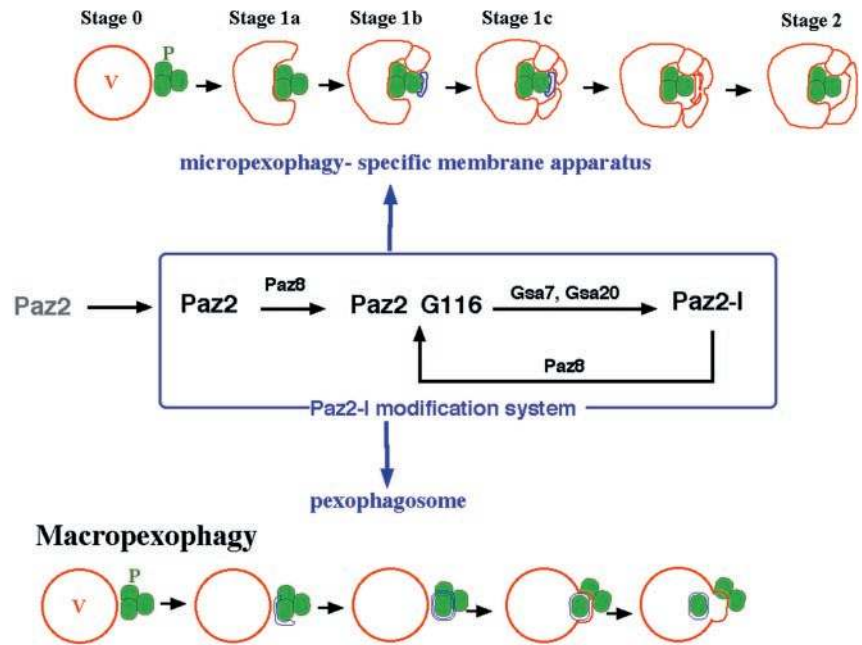 Stage 0 Stage 1a Stage 1b Stage 1c Stage 2
P
V
micropexophagy- specific membrane apparatus
Paz8 Gsa7, Gsa20
Paz2 Paz2 Paz2 G116 Paz2-I
Paz8
Paz2-I modification system
pexophagosome
Macropexophagy
P
V